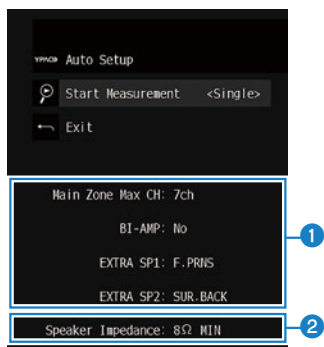 YPAO Auto Setup
Start Measurement <Single>
Exit
Main Zone Max CH: 7ch
BI-AMP: No
1
EXTRA SP1: F.PRNS
EXTRA SP2: SUR.BACK
Speaker Impedance: 8Ω MIN
2